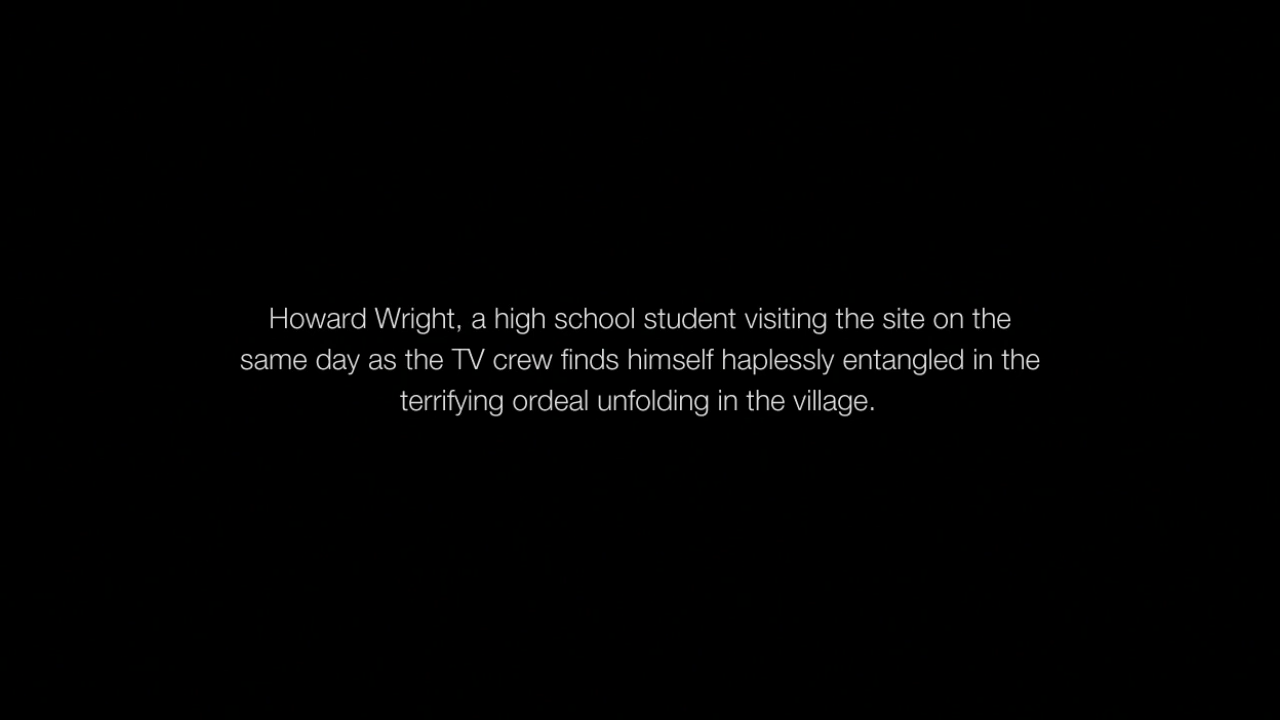 Howard Wright, a high school student visiting the site on the
same day as the TV crew finds himself haplessly entangled in the
terrifying ordeal unfolding in the village.